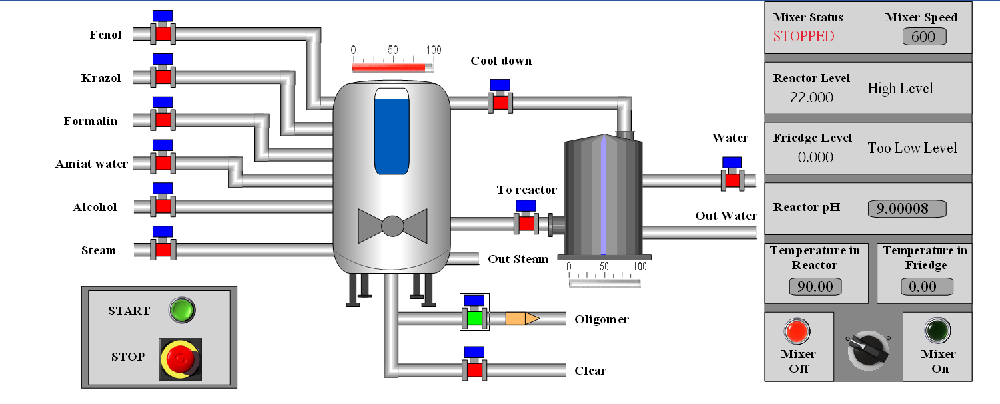 Fenol
Krazol
Formalin
Amiat water
Alcohol
Steam
0 50 100
Cool down
To reactor
Water
Out Water
Out Steam
0 50 100
Oligomer
Clear
START
STOP
Mixer Status
STOPPED
Mixer Speed
600
Reactor Level
22.000
High Level
Friedge Level
0.000
Too Low Level
Reactor pH
9.00008
Temperature in
Reactor
90.00
Temperature in
Friedge
0.00
Mixer
Off
Mixer
On